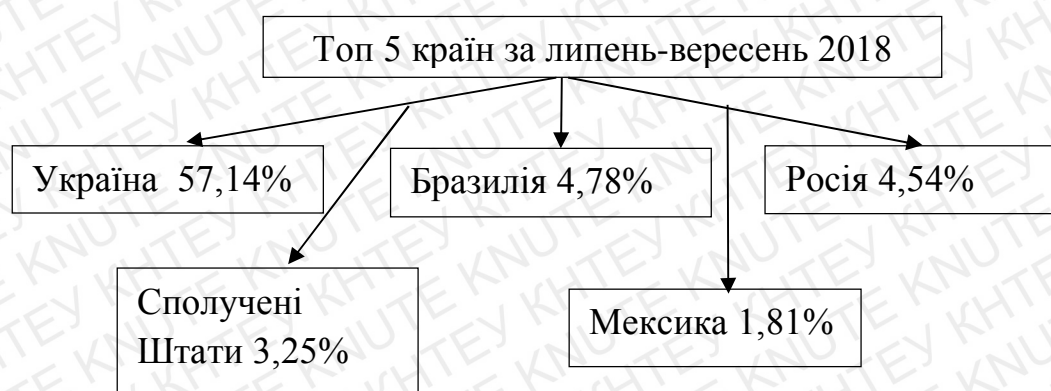 Топ 5 країн за липень-вересень 2018
Україна 57,14%
Бразилія 4,78%
Росія 4,54%
Сполучені
Штати 3,25%
Мексика 1,81%